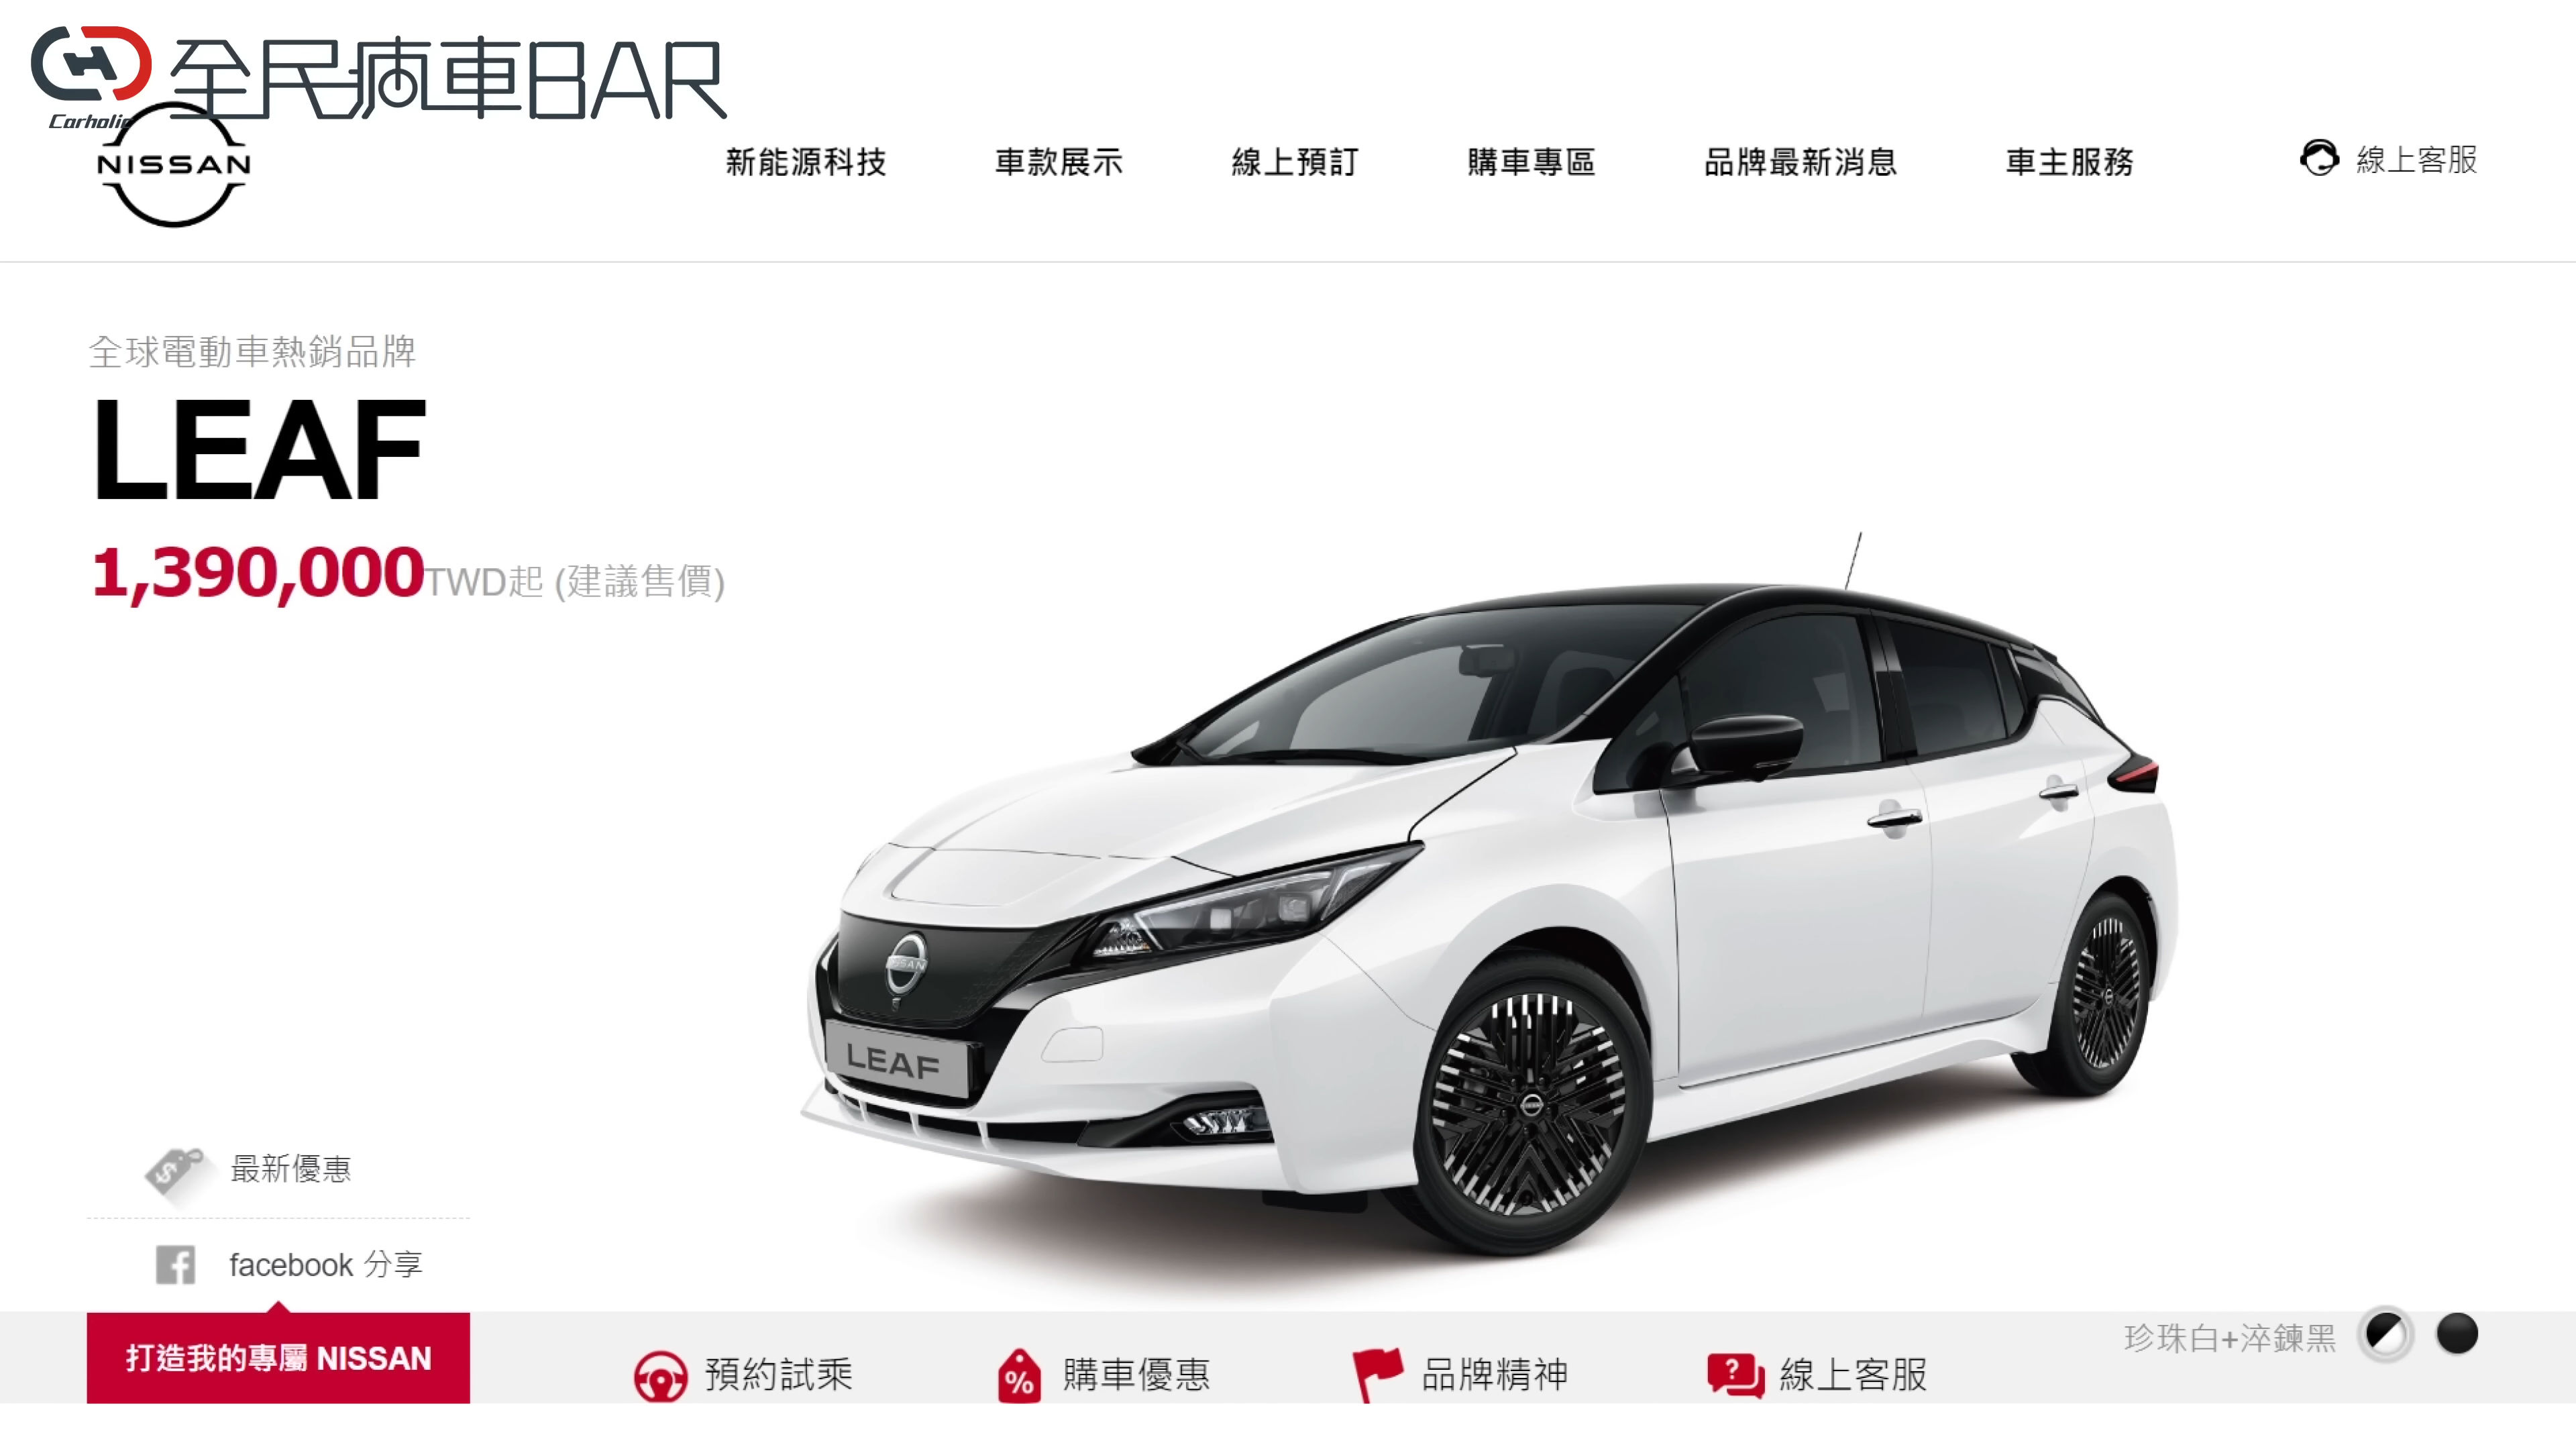 全民瘋車BAR
Carholic
NISSAN
新能源科技 車款展示 線上預訂 購車專區 品牌最新消息 車主服務 線上客服
全球電動車熱銷品牌
LEAF
1,390,000TWD起 (建議售價)
NISSAN
LEAF
最新優惠
facebook 分享
打造我的專屬 NISSAN
預約試乘 購車優惠 品牌精神 線上客服
珍珠白+淬鍊黑